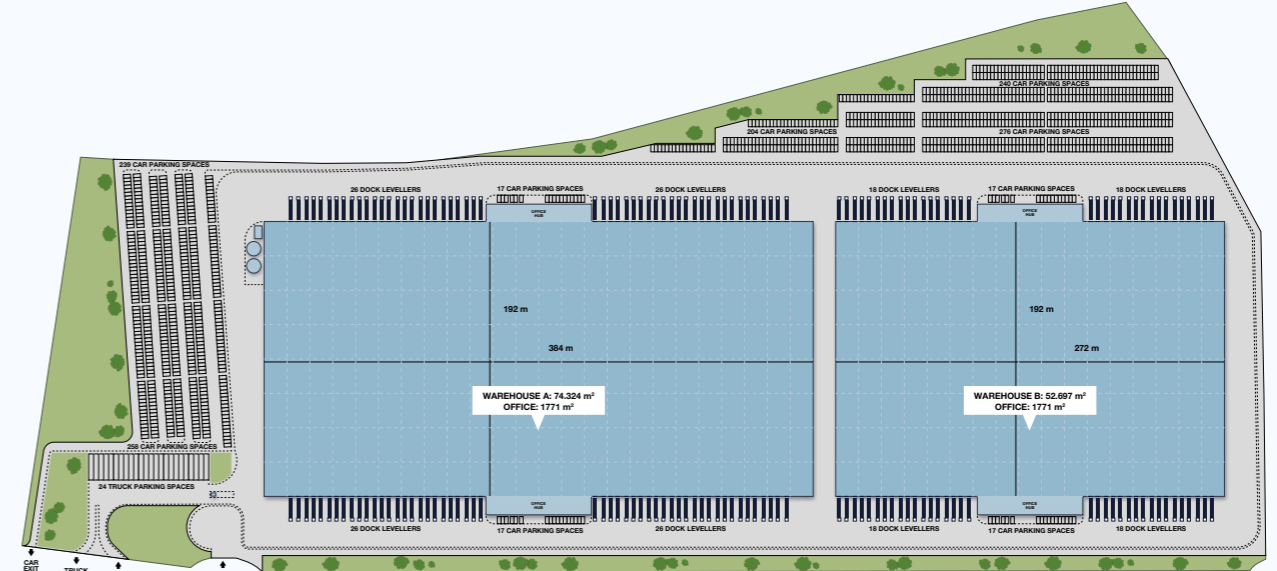 240 CAR PARKING SPACES
204 CAR PARKING SPACES
276 CAR PARKING SPACES
239 CAR PARKING SPACES
26 DOCK LEVELLERS
17 CAR PARKING SPACES
26 DOCK LEVELLERS
18 DOCK LEVELLERS
17 CAR PARKING SPACES
18 DOCK LEVELLERS
OFFICE
HUB
OFFICE
HUB
192 m
192 m
384 m
272 m
WAREHOUSE A: 74.324 m²
OFFICE: 1771 m²
WAREHOUSE B: 52.697 m²
OFFICE: 1771 m²
258 CAR PARKING SPACES
24 TRUCK PARKING SPACES
OFFICE
HUB
OFFICE
HUB
26 DOCK LEVELLERS
17 CAR PARKING SPACES
26 DOCK LEVELLERS
18 DOCK LEVELLERS
17 CAR PARKING SPACES
18 DOCK LEVELLERS
CAR
EXIT
TRUCK